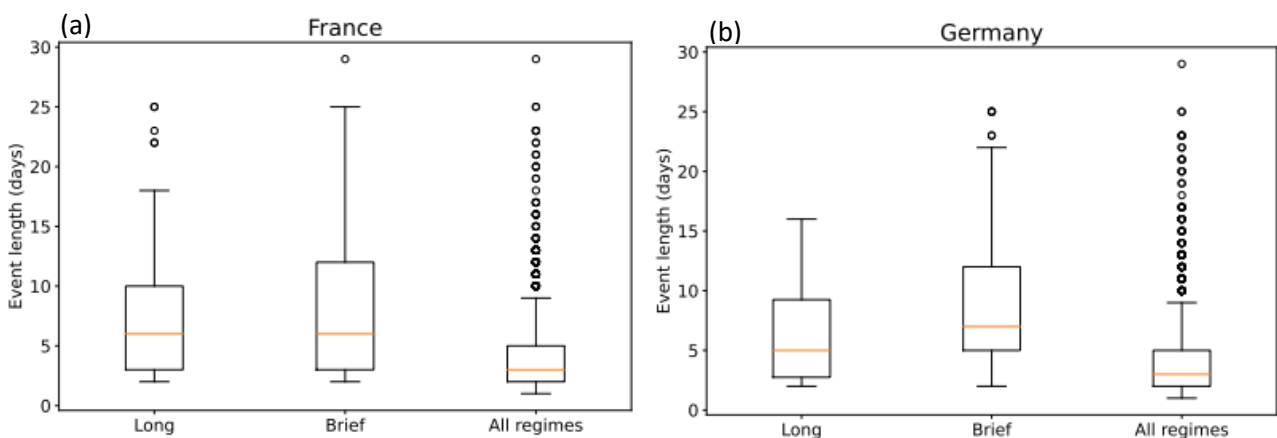 (a)
France
30
25
20
15
10
5
0
Event length (days)
Long Brief All regimes
(b)
Germany
30
25
20
15
10
5
0
Event length (days)
Long Brief All regimes